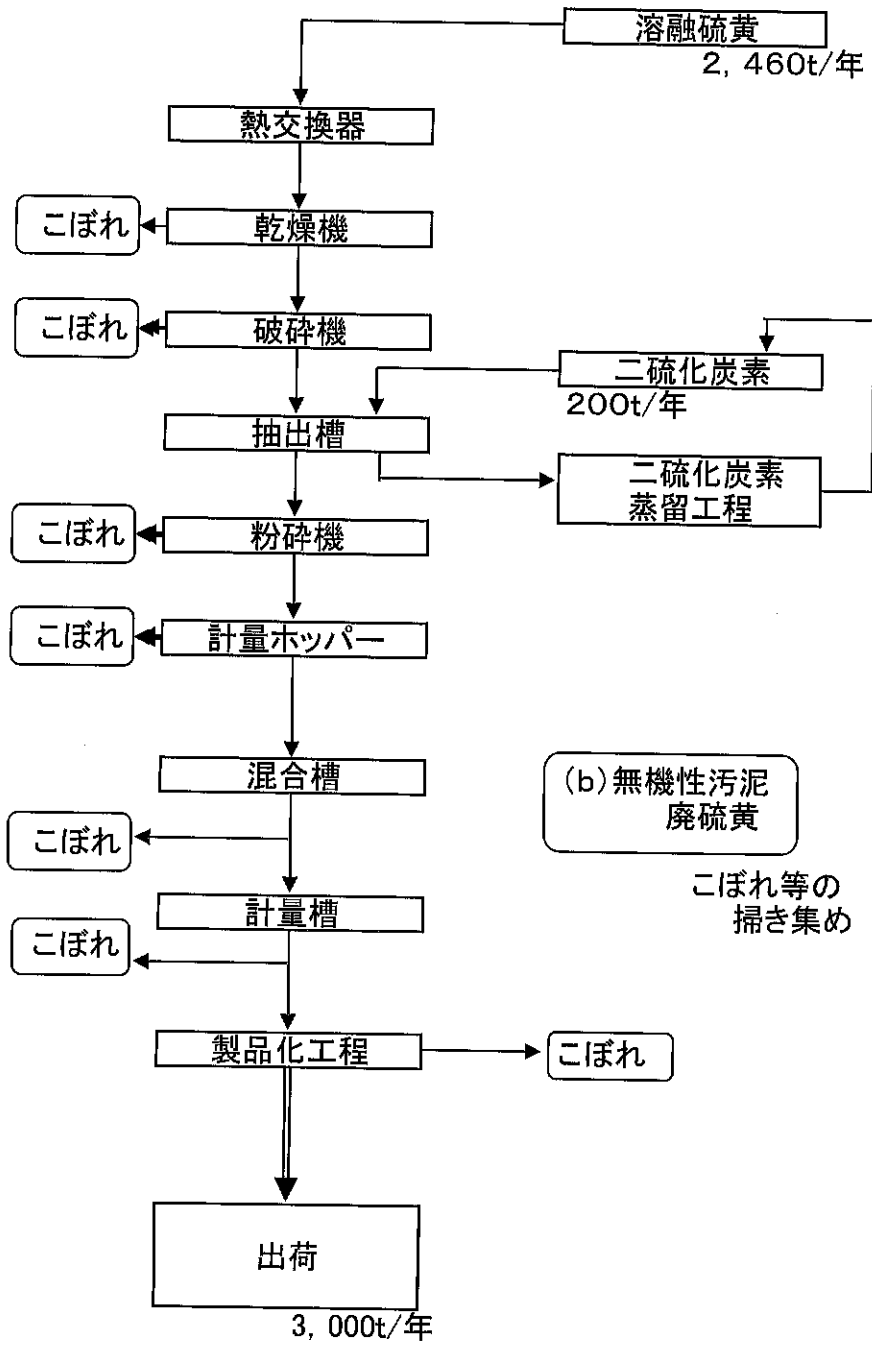 溶融硫黄
2, 460t/年
熱交換器
こぼれ
乾燥機
こぼれ
破砕機
二硫化炭素
200t/年
抽出槽
二硫化炭素
蒸留工程
こぼれ
粉砕機
こぼれ
計量ホッパー
混合槽
(b)無機性汚泥
廃硫黄
こぼれ
こぼれ等の
掃き集め
計量槽
こぼれ
製品化工程
こぼれ
出荷
3, 000t/年